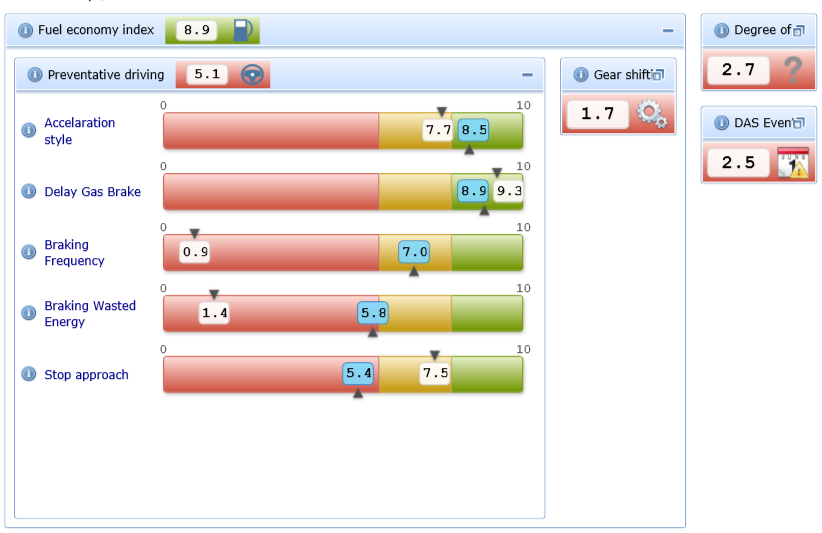 Fuel economy index 8.9
Degree of
Preventative driving 5.1
Gear shifti
2.7
1.7
DAS Event
2.5
0 10
Accelaration
style
7.7 8.5
0 10
Delay Gas Brake 8.9 9.3
0 10
Braking
Frequency
0.9 7.0
0 10
Braking Wasted
Energy
1.4 5.8
0 10
Stop approach 5.4 7.5